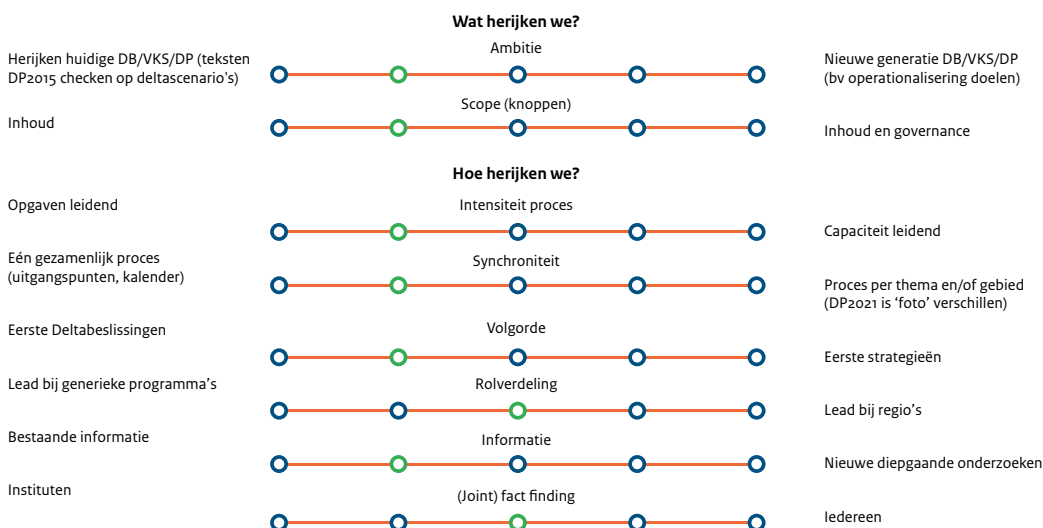 Wat herijken we?
Ambitie
Herijken huidige DB/VKS/DP (teksten
DP2015 checken op deltascenario's)
Nieuwe generatie DB/VKS/DP
(bv operationalisering doelen)
Scope (knoppen)
Inhoud
Inhoud en governance
Hoe herijken we?
Opgaven leidend
Intensiteit proces
Capaciteit leidend
Eén gezamenlijk proces
(uitgangspunten, kalender)
Synchroniteit
Proces per thema en/of gebied
(DP2021 is ‘foto’ verschillen)
Eerste Deltabeslissingen
Volgorde
Eerste strategieën
Lead bij generieke programma’s
Rolverdeling
Lead bij regio’s
Bestaande informatie
Informatie
Nieuwe diepgaande onderzoeken
Instituten
(Joint) fact finding
Iedereen